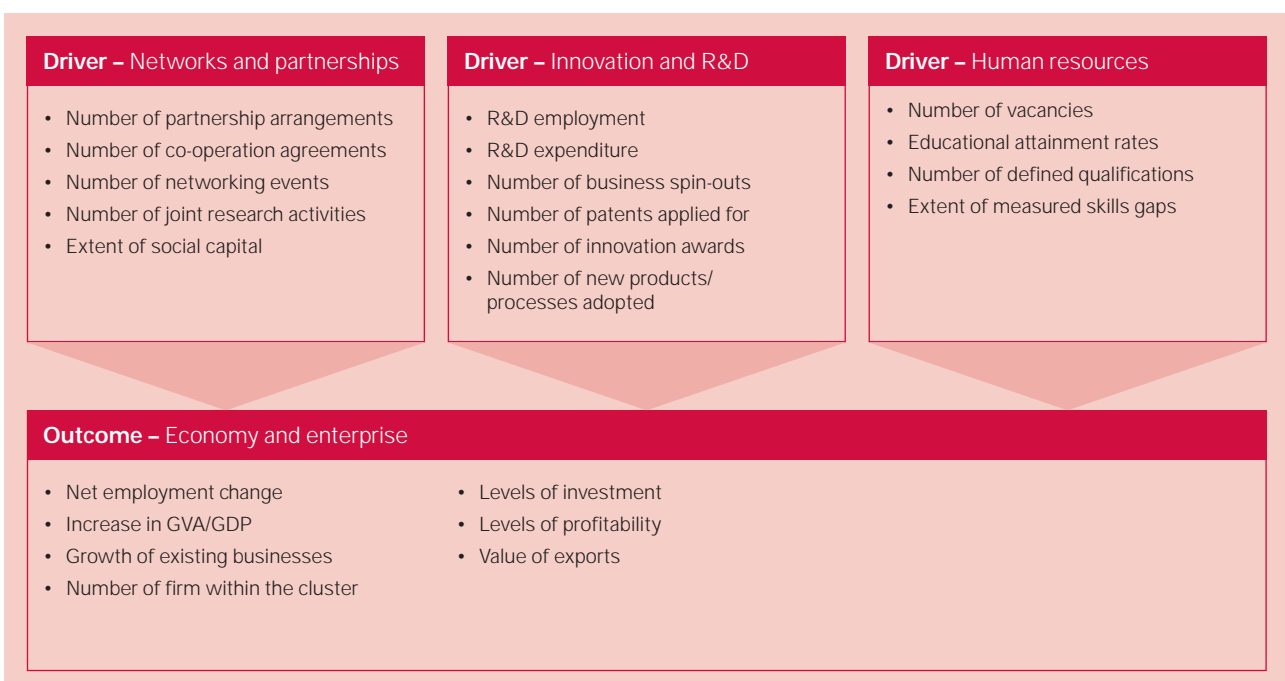 Driver – Networks and partnerships
• Number of partnership arrangements
• Number of co-operation agreements
• Number of networking events
• Number of joint research activities
• Extent of social capital
Driver – Innovation and R&D
• R&D employment
• R&D expenditure
• Number of business spin-outs
• Number of patents applied for
• Number of innovation awards
• Number of new products/
processes adopted
Driver – Human resources
• Number of vacancies
• Educational attainment rates
• Number of defined qualifications
• Extent of measured skills gaps
Outcome – Economy and enterprise
• Net employment change
• Increase in GVA/GDP
• Growth of existing businesses
• Number of firm within the cluster
• Levels of investment
• Levels of profitability
• Value of exports